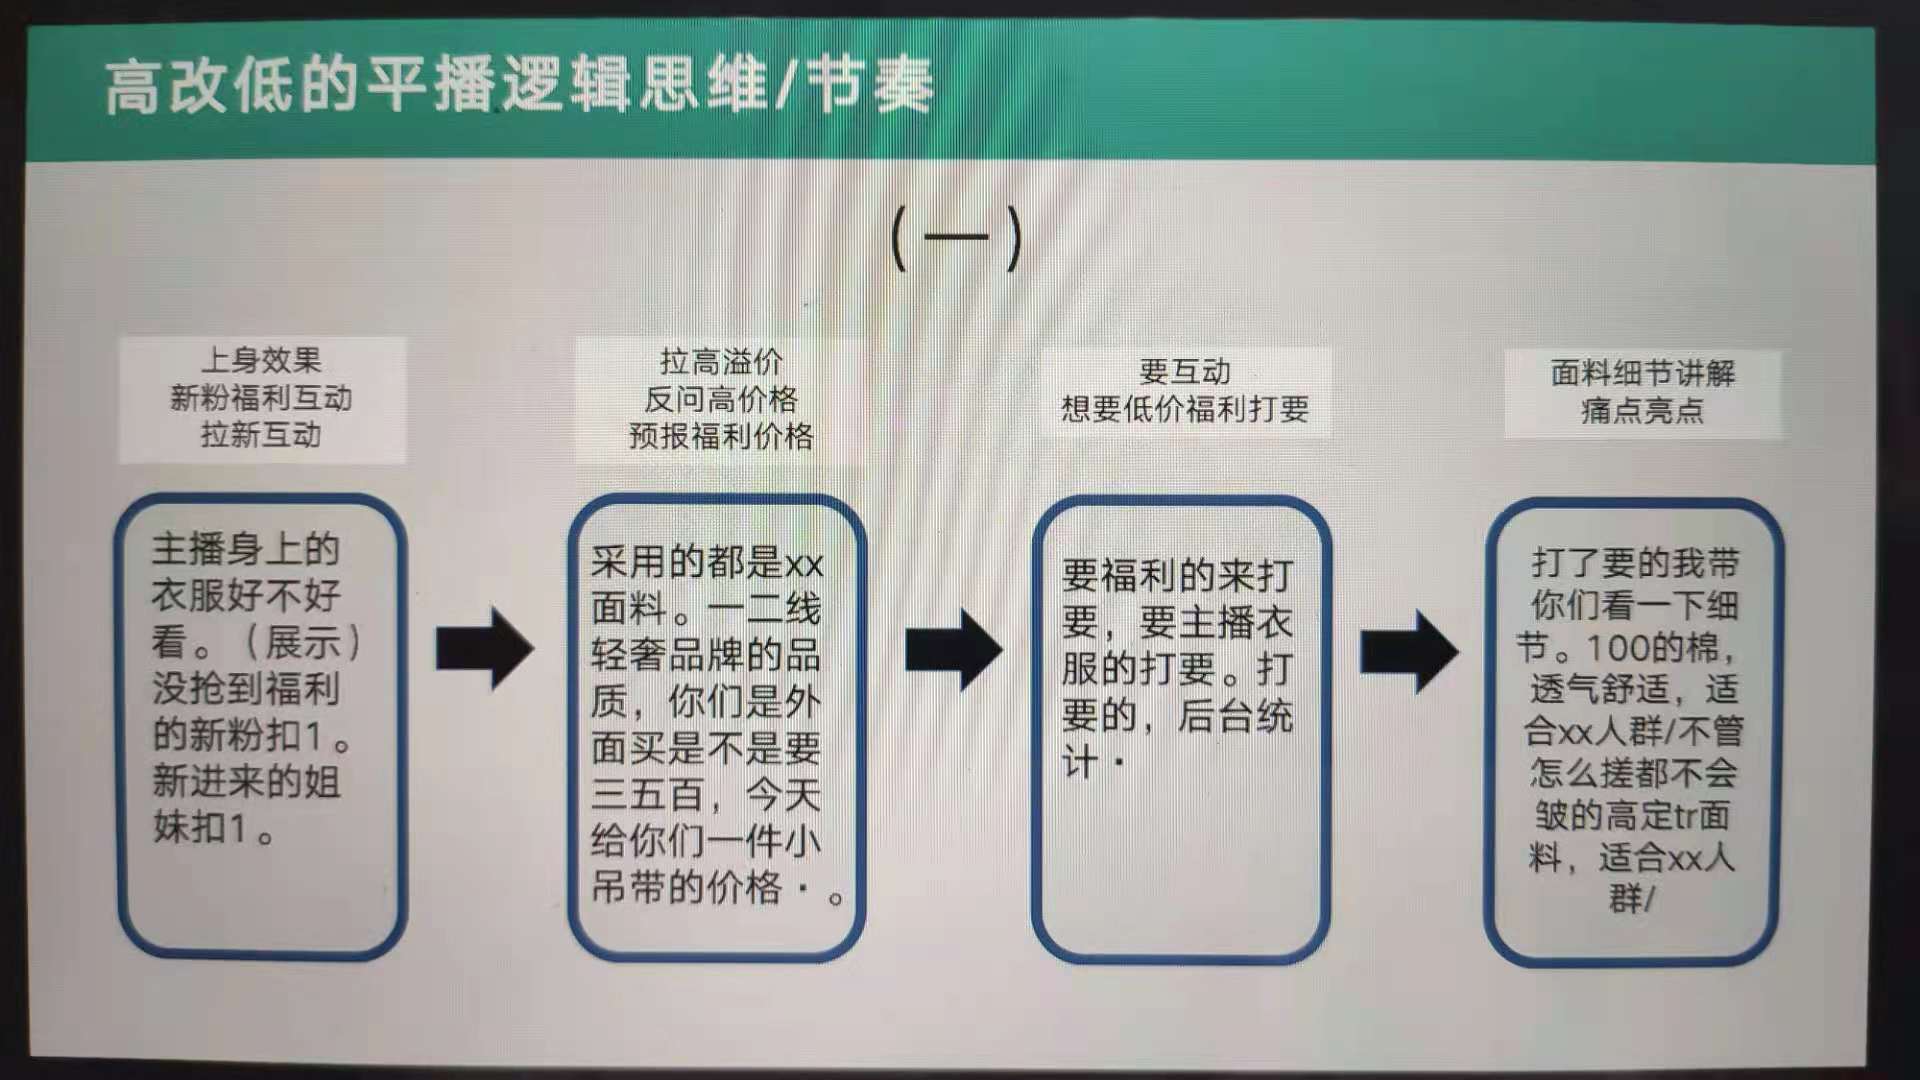 高改低的平播逻辑思维/节奏
（一）
上身效果
新粉福利互动
拉新互动
拉高溢价
反问高价格
预报福利价格
要互动
想要低价福利打要
面料细节讲解
痛点亮点
主播身上的
衣服好不好
看。（展示）
没抢到福利
的新粉扣1。
新进来的姐
妹扣1。
采用的都是xx
面料。一二线
轻奢品牌的品
质，你们是外
面买是不是要
三五百，今天
给你们一件小
吊带的价格·。
要福利的来打
要，要主播衣
服的打要。打
要的，后台统
计·
打了要的我带
你们看一下细
节。100的棉，
透气舒适，适
合xx人群/不管
怎么搓都不会
皱的高定tr面
料，适合xx人
群/